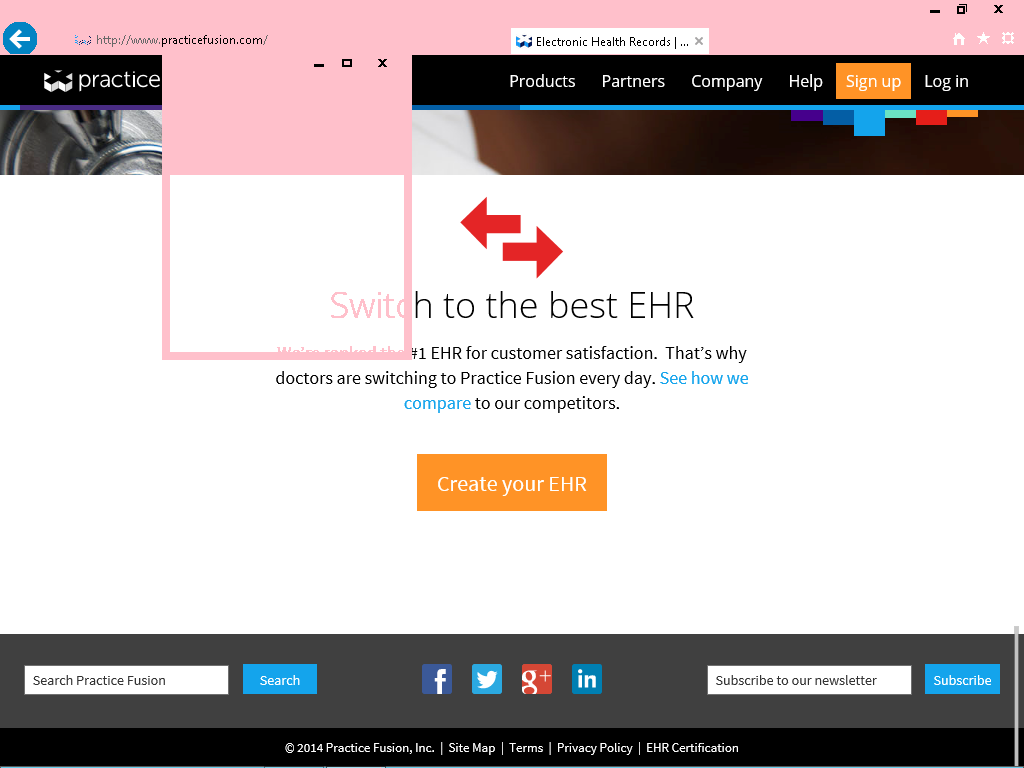 http://www.practicefusion.com/
Electronic Health Records | ...
practice
Products Partners Company Help Sign up Log in
Switch to the best EHR
We're ranked the #1 EHR for customer satisfaction. That's why
doctors are switching to Practice Fusion every day. See how we
compare to our competitors.
Create your EHR
Search Practice Fusion Search f g+ in Subscribe to our newsletter Subscribe
© 2014 Practice Fusion, Inc. | Site Map | Terms | Privacy Policy | EHR Certification